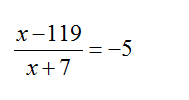 (x − 119)/(x + 7) = −5